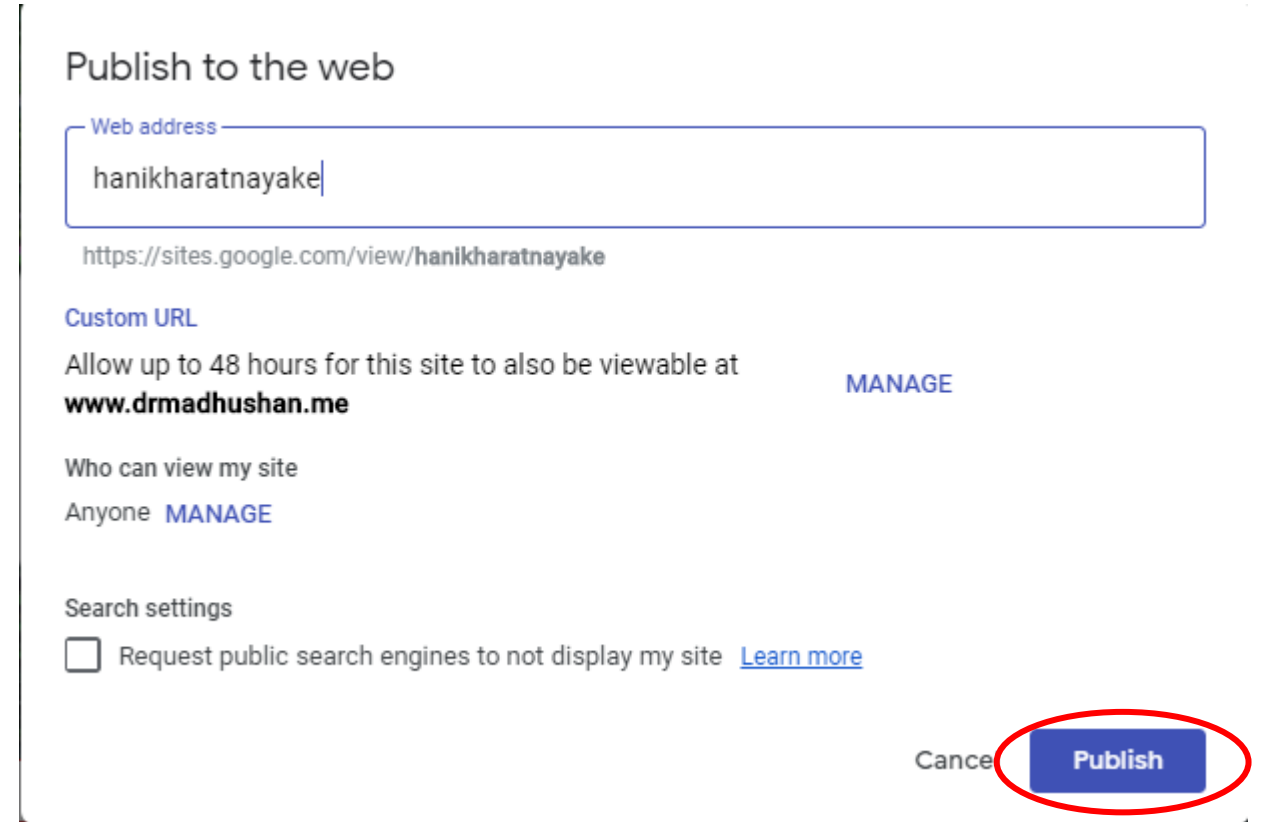 Publish to the web
Web address
hanikharatnayake
https://sites.google.com/view/hanikharatnayake
Custom URL
Allow up to 48 hours for this site to also be viewable at
www.drmadhushan.me
MANAGE
Who can view my site
Anyone MANAGE
Search settings
Request public search engines to not display my site Learn more
Cance Publish